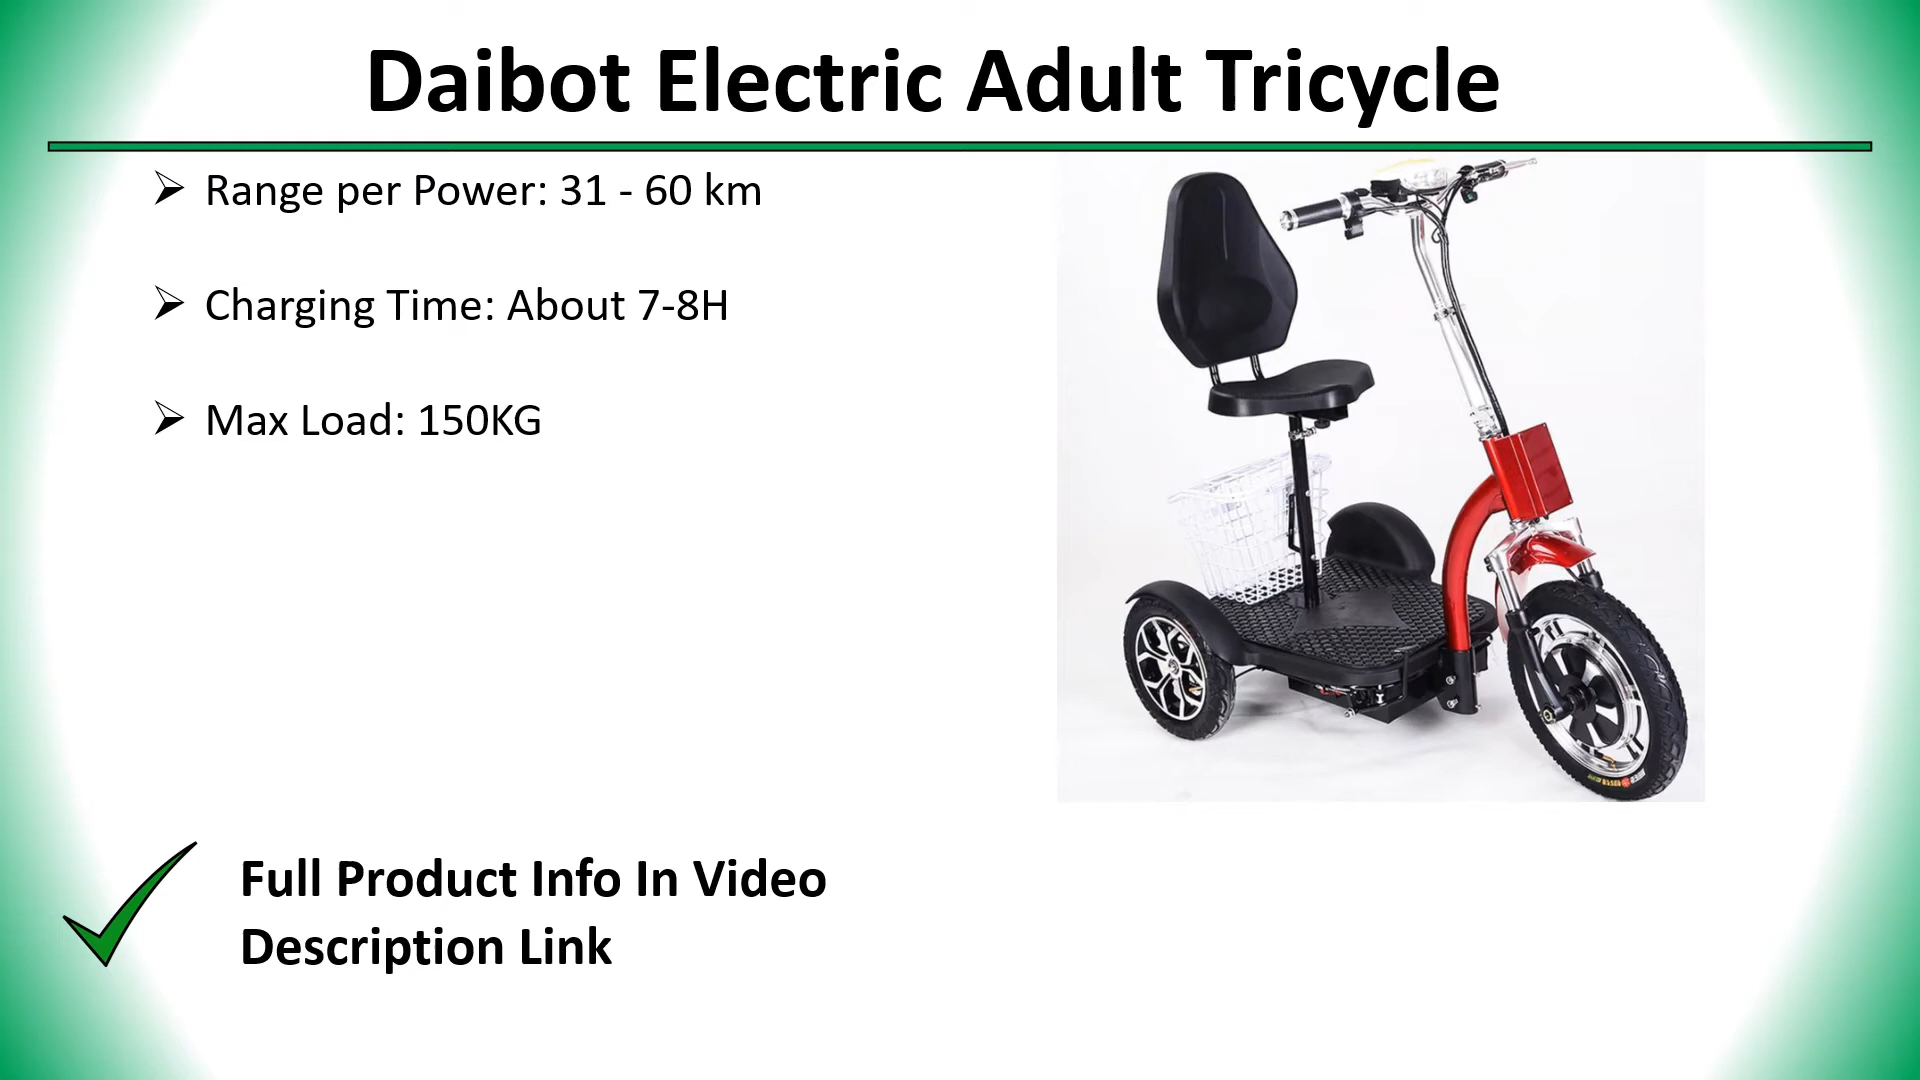 Daibot Electric Adult Tricycle
Range per Power: 31 - 60 km
Charging Time: About 7-8H
Max Load: 150KG
Full Product Info In Video
Description Link